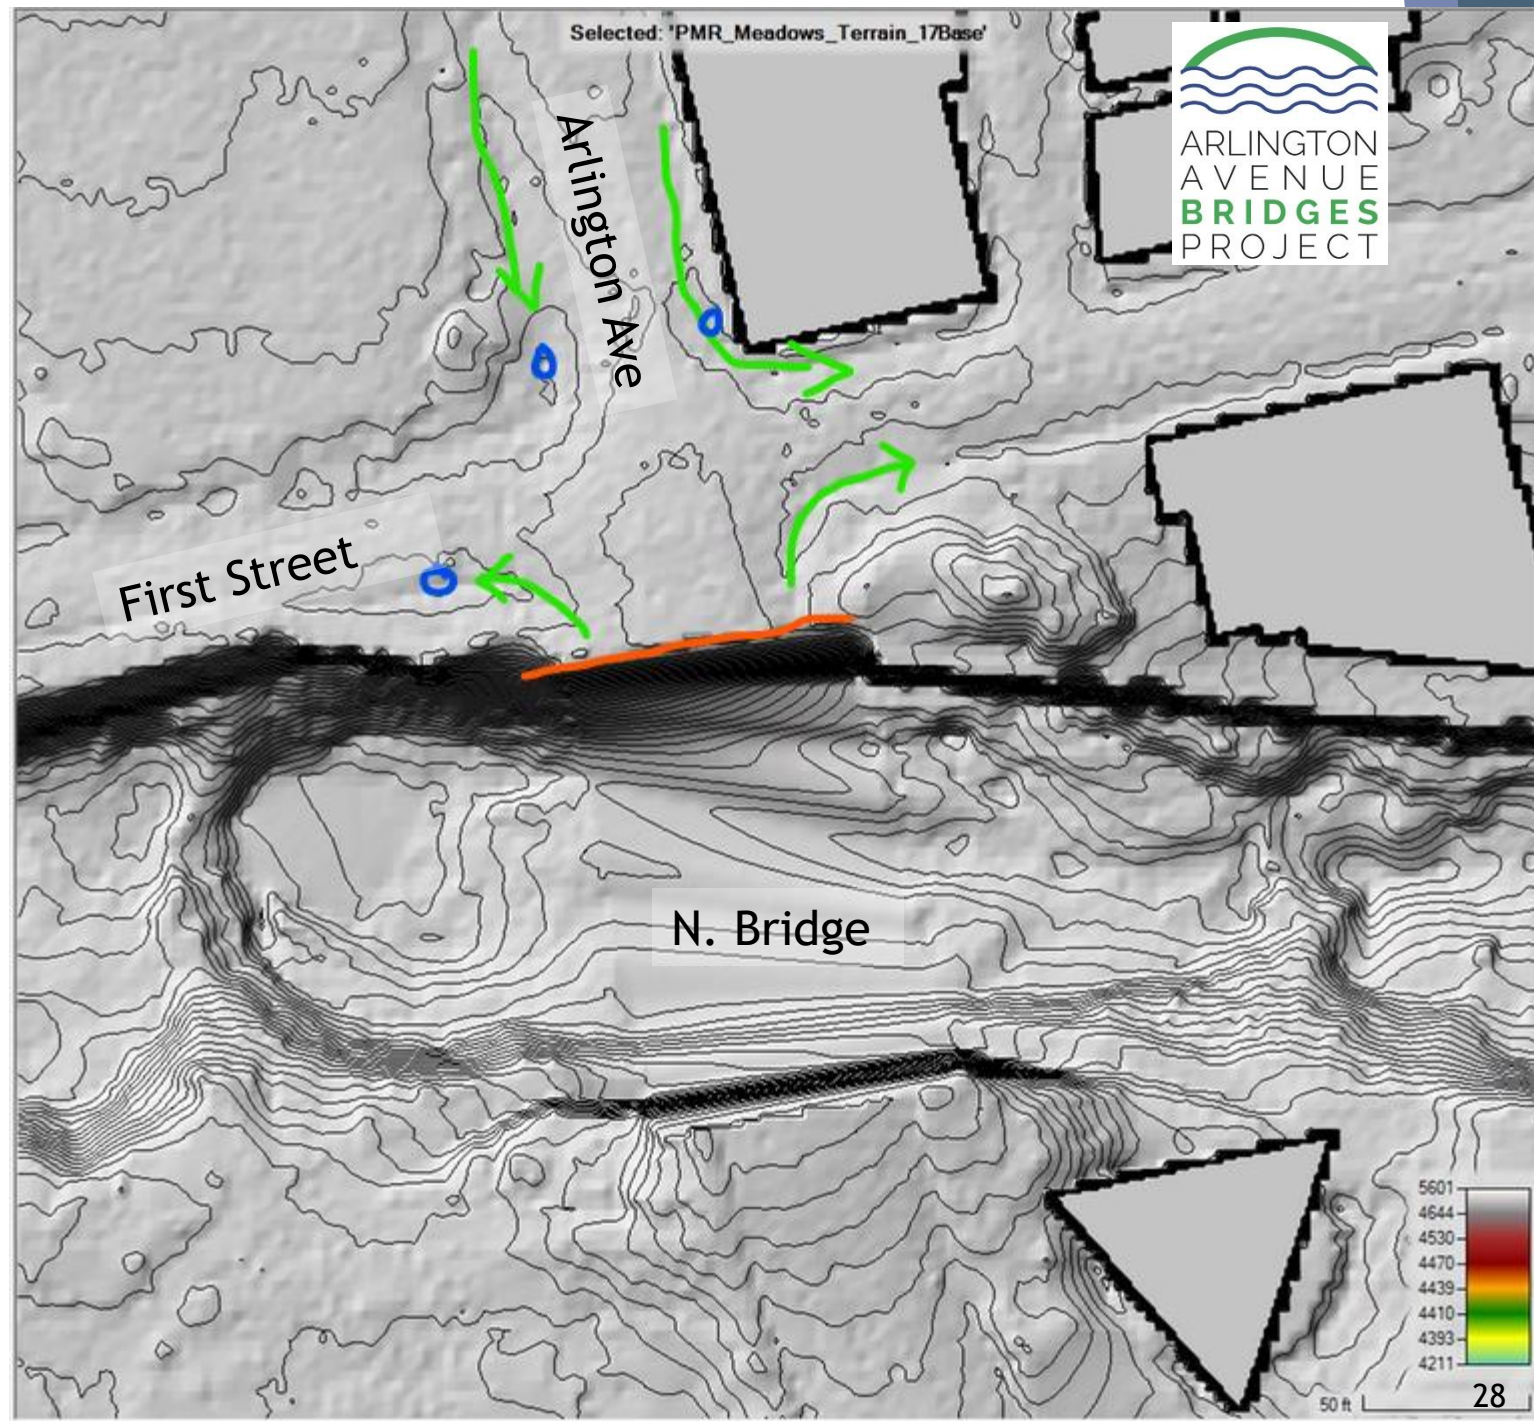 Selected: 'PMR_Meadows_Terrain_17Base'
ARLINGTON
AVENUE
BRIDGES
PROJECT
Arlington Ave
First Street
N. Bridge
5601
4644
4530
4470
4439
4410
4393
4211
50 ft
28